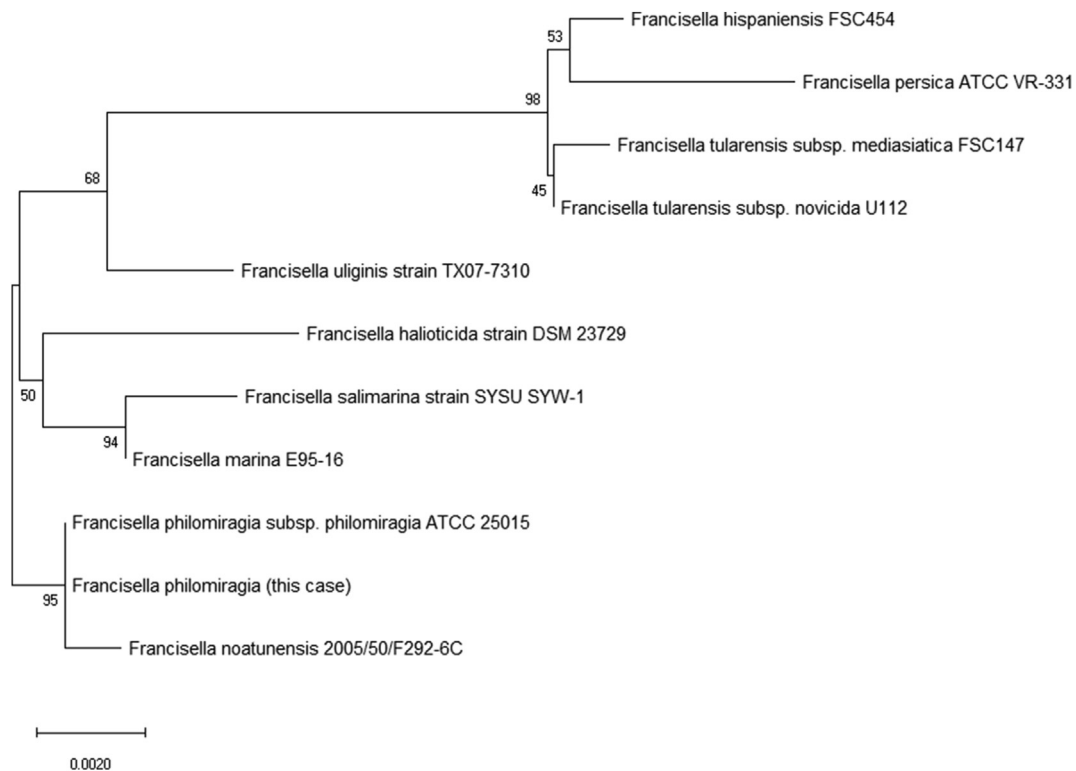 Francisella hispaniensis FSC454
53
Francisella persica ATCC VR-331
98
Francisella tularensis subsp. mediasiatica FSC147
68
45
Francisella tularensis subsp. novicida U112
Francisella uliginis strain TX07-7310
Francisella halioticida strain DSM 23729
50
Francisella salimarina strain SYSU SYW-1
94
Francisella marina E95-16
Francisella philomiragia subsp. philomiragia ATCC 25015
Francisella philomiragia (this case)
95
Francisella noatunensis 2005/50/F292-6C
0.0020